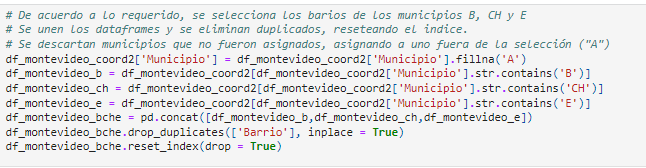 # De acuerdo a lo requerido, se selecciona los barios de los municipios B, CH y E
# Se unen los dataframes y se eliminan duplicados, reseteando el indice.
# Se descartan municipios que no fueron asignados, asignando a uno fuera de la selección ("A")
df_montevideo_coord2['Municipio'] = df_montevideo_coord2['Municipio'].fillna('A')
df_montevideo_b = df_montevideo_coord2[df_montevideo_coord2['Municipio'].str.contains('B')]
df_montevideo_ch = df_montevideo_coord2[df_montevideo_coord2['Municipio'].str.contains('CH')]
df_montevideo_e = df_montevideo_coord2[df_montevideo_coord2['Municipio'].str.contains('E')]
df_montevideo_bche = pd.concat([df_montevideo_b,df_montevideo_ch,df_montevideo_e])
df_montevideo_bche.drop_duplicates(['Barrio'], inplace = True)
df_montevideo_bche.reset_index(drop = True)